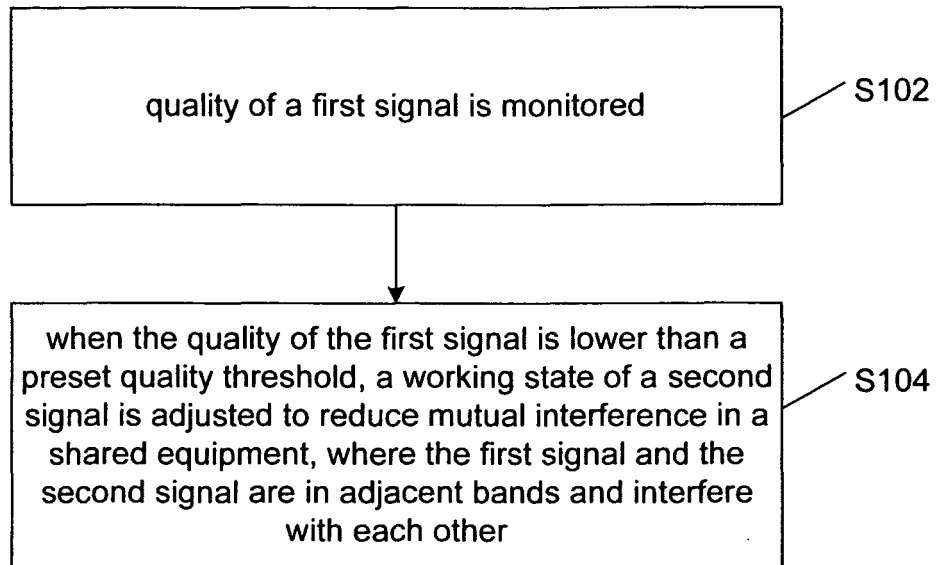 quality of a first signal is monitored
S102
when the quality of the first signal is lower than a
preset quality threshold, a working state of a second
signal is adjusted to reduce mutual interference in a
shared equipment, where the first signal and the
second signal are in adjacent bands and interfere
with each other
S104